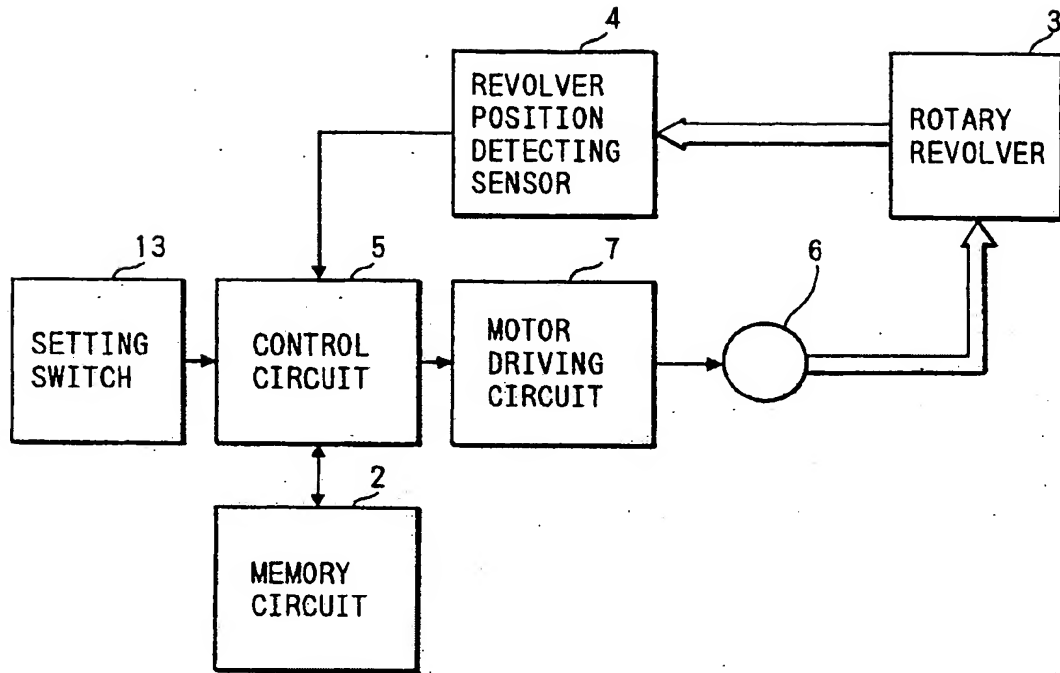 4
3
REVOLVER
POSITION
DETECTING
SENSOR
ROTARY
REVOLVER
13
5
7
6
SETTING
SWITCH
CONTROL
CIRCUIT
MOTOR
DRIVING
CIRCUIT
2
MEMORY
CIRCUIT